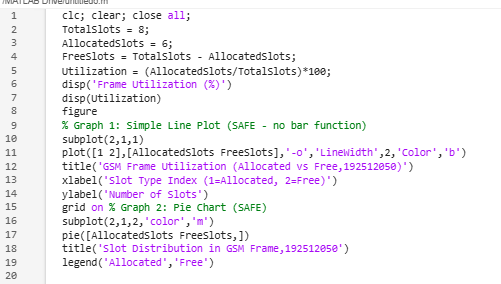 /MATLAB Drive/untitled6.m
1 clc; clear; close all;
2 TotalSlots = 8;
3 AllocatedSlots = 6;
4 FreeSlots = TotalSlots - AllocatedSlots;
5 Utilization = (AllocatedSlots/TotalSlots)*100;
6 disp('Frame Utilization (%)')
7 disp(Utilization)
8 figure
9 % Graph 1: Simple Line Plot (SAFE - no bar function)
10 subplot(2,1,1)
11 plot([1 2],[AllocatedSlots FreeSlots],'-o','LineWidth',2,'Color','b')
12 title('GSM Frame Utilization (Allocated vs Free,192512050)')
13 xlabel('Slot Type Index (1=Allocated, 2=Free)')
14 ylabel('Number of Slots')
15 grid on % Graph 2: Pie Chart (SAFE)
16 subplot(2,1,2,'color','m')
17 pie([AllocatedSlots FreeSlots,])
18 title('Slot Distribution in GSM Frame,192512050')
19 legend('Allocated','Free')
20